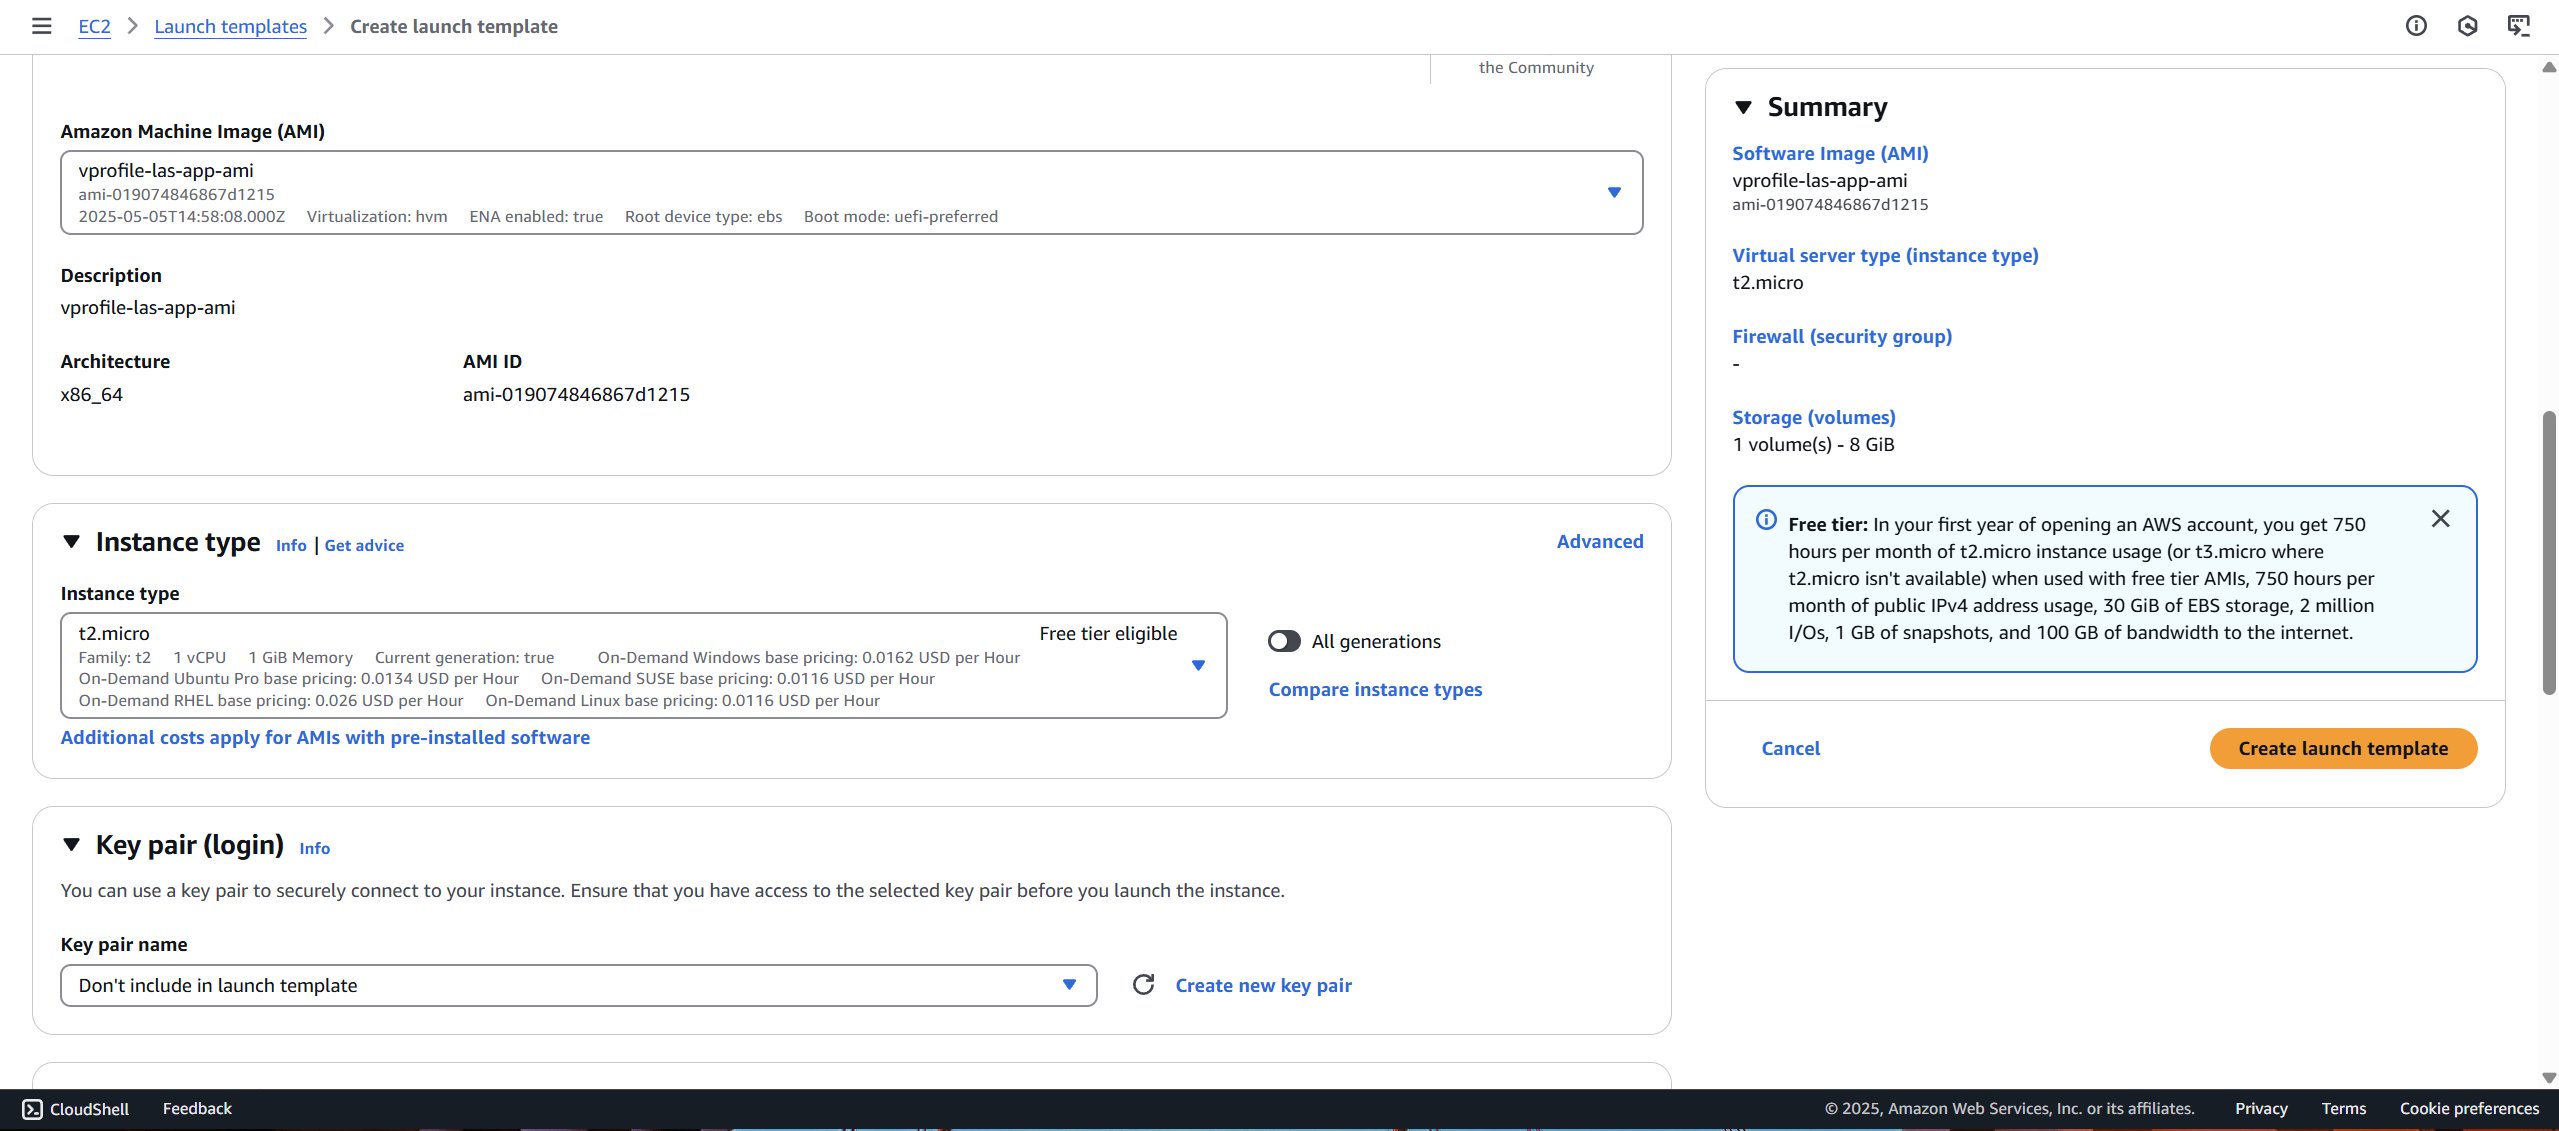 EC2 > Launch templates > Create launch template
the Community
Amazon Machine Image (AMI)
vprofile-las-app-ami
ami-019074846867d1215
2025-05-05T14:58:08.000Z Virtualization: hvm ENA enabled: true Root device type: ebs Boot mode: uefi-preferred
Description
vprofile-las-app-ami
Architecture AMI ID
x86_64 ami-019074846867d1215
Instance type Info | Get advice Advanced
Instance type
t2.micro Free tier eligible
Family: t2 1 vCPU 1 GiB Memory Current generation: true On-Demand Windows base pricing: 0.0162 USD per Hour
On-Demand Ubuntu Pro base pricing: 0.0134 USD per Hour On-Demand SUSE base pricing: 0.0116 USD per Hour
On-Demand RHEL base pricing: 0.026 USD per Hour On-Demand Linux base pricing: 0.0116 USD per Hour
All generations
Compare instance types
Additional costs apply for AMIs with pre-installed software
Key pair (login) Info
You can use a key pair to securely connect to your instance. Ensure that you have access to the selected key pair before you launch the instance.
Key pair name
Don't include in launch template
Create new key pair
Summary
Software Image (AMI)
vprofile-las-app-ami
ami-019074846867d1215
Virtual server type (instance type)
t2.micro
Firewall (security group)
-
Storage (volumes)
1 volume(s) - 8 GiB
Free tier: In your first year of opening an AWS account, you get 750
hours per month of t2.micro instance usage (or t3.micro where
t2.micro isn't available) when used with free tier AMIs, 750 hours per
month of public IPv4 address usage, 30 GiB of EBS storage, 2 million
I/Os, 1 GB of snapshots, and 100 GB of bandwidth to the internet.
Cancel Create launch template
CloudShell Feedback © 2025, Amazon Web Services, Inc. or its affiliates. Privacy Terms Cookie preferences